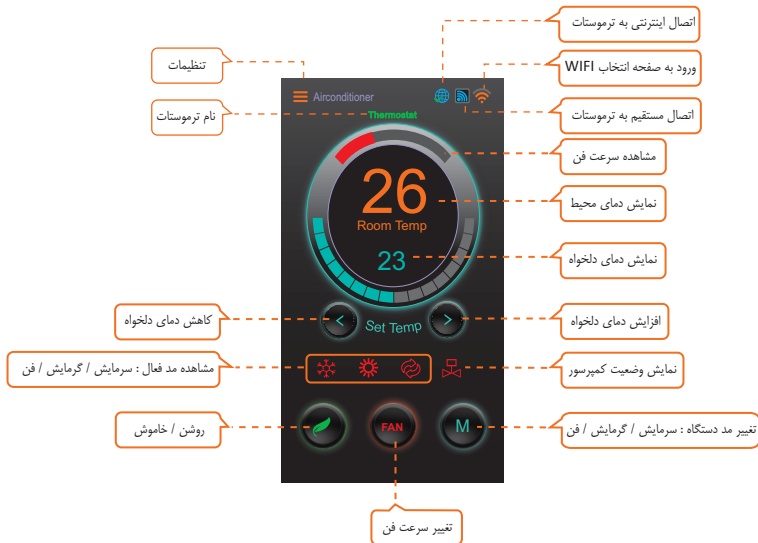 اتصال اینترنتی به ترموستات
ورود به صفحه انتخاب WIFI
تنظیمات
Airconditioner
نام ترموستات
Thermostat
اتصال مستقیم به ترموستات
مشاهده سرعت فن
26
Room Temp
نمایش دمای محیط
23
نمایش دمای دلخواه
کاهش دمای دلخواه
Set Temp
افزایش دمای دلخواه
مشاهده مد فعال : سرمایش / گرمایش / فن
نمایش وضعیت کمپرسور
روشن / خاموش
FAN
M
تغییر مد دستگاه : سرمایش / گرمایش / فن
تغییر سرعت فن